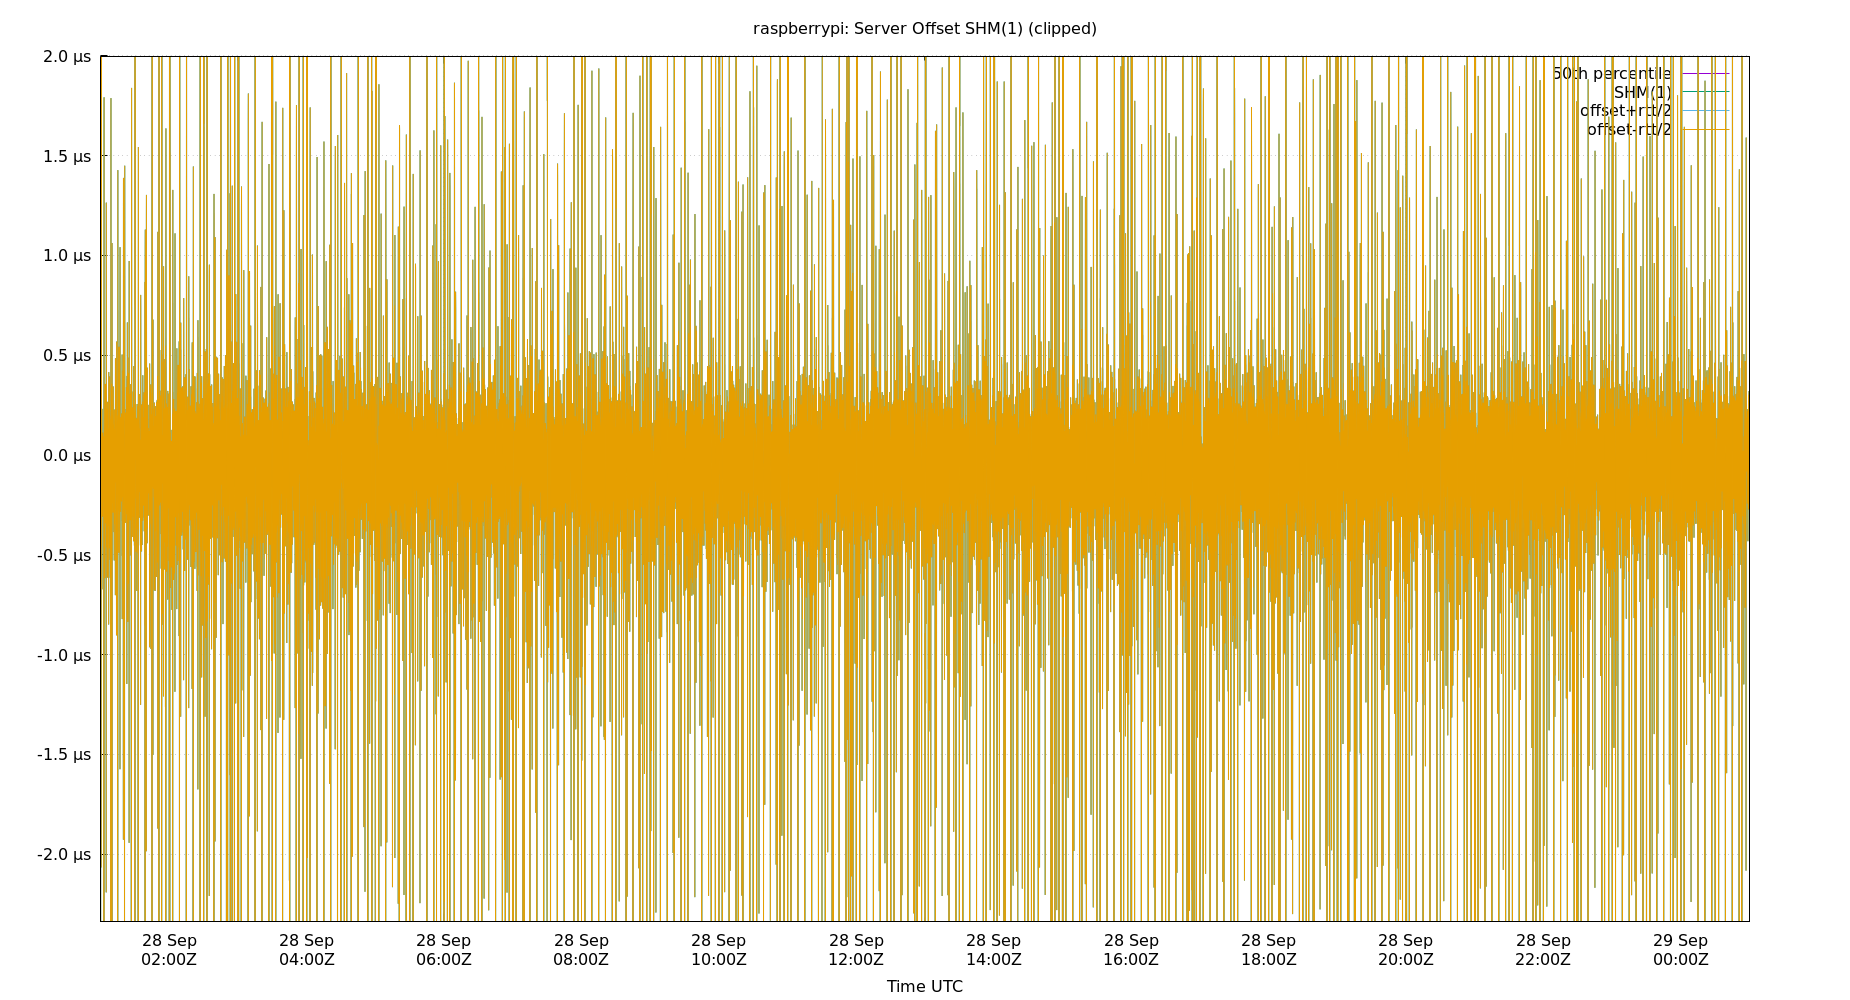 raspberrypi: Server Offset SHM(1) (clipped)
2.0 µs
50th percentile
SHM(1)
offset+rtt/2
offset-rtt/2
1.5 µs
1.0 µs
0.5 µs
0.0 µs
-0.5 µs
-1.0 µs
-1.5 µs
-2.0 µs
28 Sep 28 Sep 28 Sep 28 Sep 28 Sep 28 Sep 28 Sep 28 Sep 28 Sep 28 Sep 28 Sep 29 Sep
02:00Z 04:00Z 06:00Z 08:00Z 10:00Z 12:00Z 14:00Z 16:00Z 18:00Z 20:00Z 22:00Z 00:00Z
Time UTC